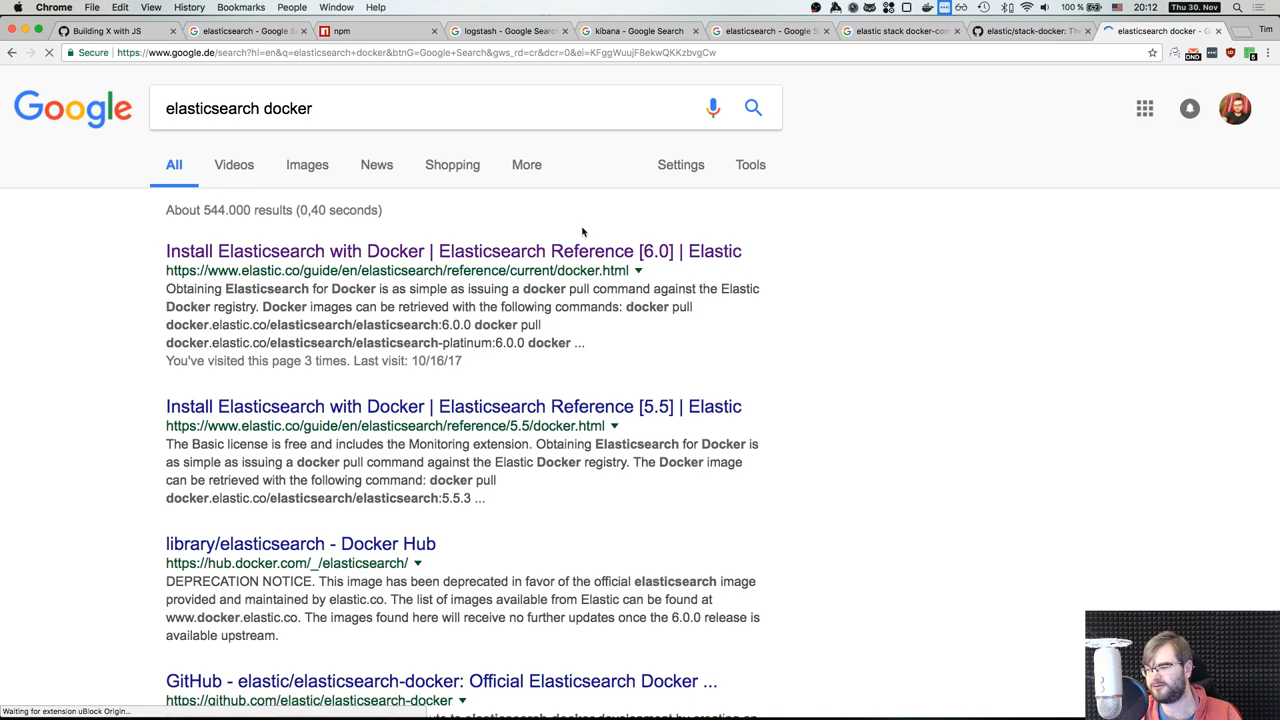 Chrome File Edit View History Bookmarks People Window Help 100 % Thu 30. Nov 20:12
Building X with JS elasticsearch - Google S npm logstash - Google Search kibana - Google Search elasticsearch - Google S elastic stack docker-con elastic/stack-docker: The elasticsearch docker - G Tim
Secure https://www.google.de/search?hl=en&q=elasticsearch+docker&btnG=Google+Search&gws_rd=cr&dcr=0&ei=KFggWuujF8ekwQKKzbvgCw
DND 5
Google elasticsearch docker
All Videos Images News Shopping More Settings Tools
About 544.000 results (0,40 seconds)
Install Elasticsearch with Docker | Elasticsearch Reference [6.0] | Elastic
https://www.elastic.co/guide/en/elasticsearch/reference/current/docker.html
Obtaining Elasticsearch for Docker is as simple as issuing a docker pull command against the Elastic
Docker registry. Docker images can be retrieved with the following commands: docker pull
docker.elastic.co/elasticsearch/elasticsearch:6.0.0 docker pull
docker.elastic.co/elasticsearch/elasticsearch-platinum:6.0.0 docker ...
You've visited this page 3 times. Last visit: 10/16/17
Install Elasticsearch with Docker | Elasticsearch Reference [5.5] | Elastic
https://www.elastic.co/guide/en/elasticsearch/reference/5.5/docker.html
The Basic license is free and includes the Monitoring extension. Obtaining Elasticsearch for Docker is
as simple as issuing a docker pull command against the Elastic Docker registry. The Docker image
can be retrieved with the following command: docker pull
docker.elastic.co/elasticsearch/elasticsearch:5.5.3 ...
library/elasticsearch - Docker Hub
https://hub.docker.com/_/elasticsearch/
DEPRECATION NOTICE. This image has been deprecated in favor of the official elasticsearch image
provided and maintained by elastic.co. The list of images available from Elastic can be found at
www.docker.elastic.co. The images found here will receive no further updates once the 6.0.0 release is
available upstream.
GitHub - elastic/elasticsearch-docker: Official Elasticsearch Docker ...
https://github.com/elastic/elasticsearch-docker
Waiting for extension uBlock Origin...